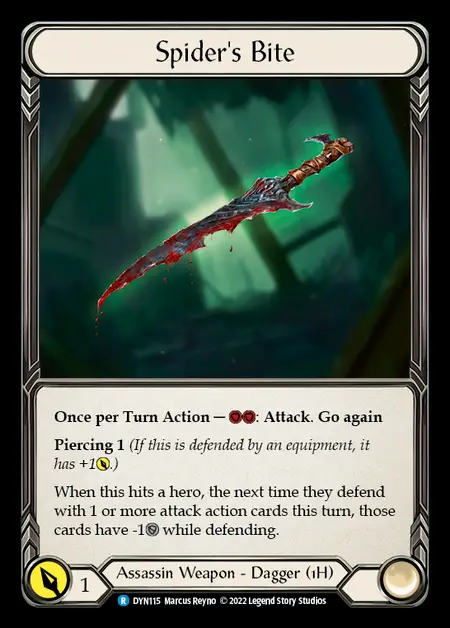 Spider's Bite
Once per Turn Action — : Attack. Go again
Piercing 1 (If this is defended by an equipment, it
has +1.)
When this hits a hero, the next time they defend
with 1 or more attack action cards this turn, those
cards have -1 while defending.
1
Assassin Weapon - Dagger (1H)
R DYN115 Marcus Reyno © 2022 Legend Story Studios